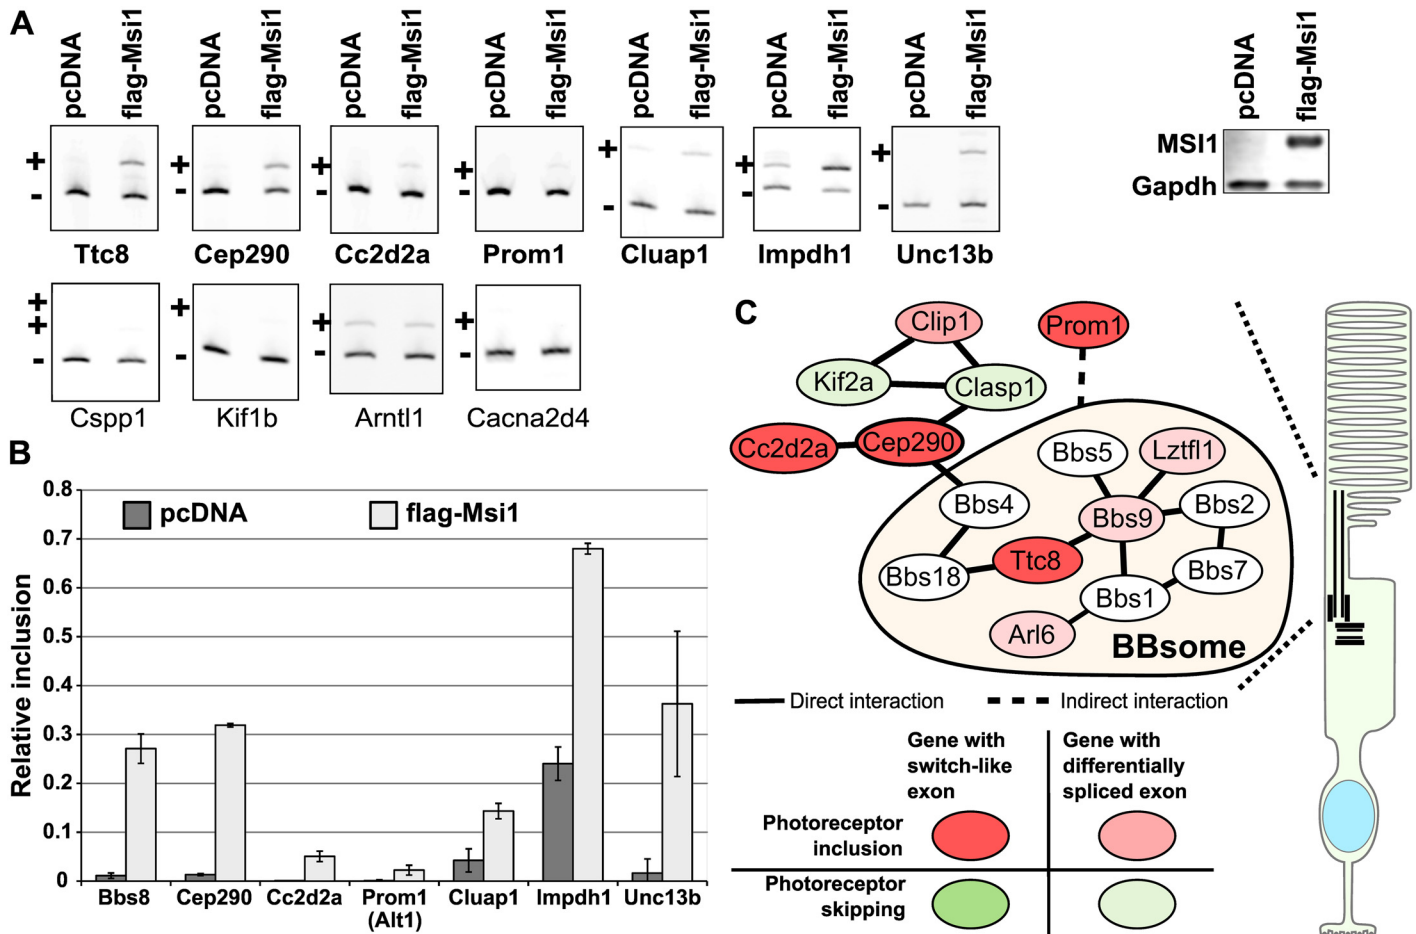 A
pcDNA flag-Msi1 pcDNA flag-Msi1 pcDNA flag-Msi1 pcDNA flag-Msi1 pcDNA flag-Msi1 pcDNA flag-Msi1 pcDNA flag-Msi1 pcDNA flag-Msi1
+ + + + + + +
- - - - - - -
MSI1
Gapdh
Ttc8 Cep290 Cc2d2a Prom1 Cluap1 Impdh1 Unc13b
+ + + +
+
- - - -
Cspp1 Kif1b Arntl1 Cacna2d4
B
Relative inclusion
0.8
0.7
0.6
0.5
0.4
0.3
0.2
0.1
0
pcDNA flag-Msi1
Bbs8 Cep290 Cc2d2a Prom1 Cluap1 Impdh1 Unc13b
(Alt1)
C
Clip1 Prom1
Kif2a Clasp1
Cc2d2a Cep290
Bbs5 Lztfl1
Bbs4 Bbs9 Bbs2
Bbs18 Ttc8 Bbs7
Bbs1
Arl6
BBsome
Direct interaction Indirect interaction
Gene with
switch-like
exon
Gene with
differentially
spliced exon
Photoreceptor
inclusion
Photoreceptor
skipping